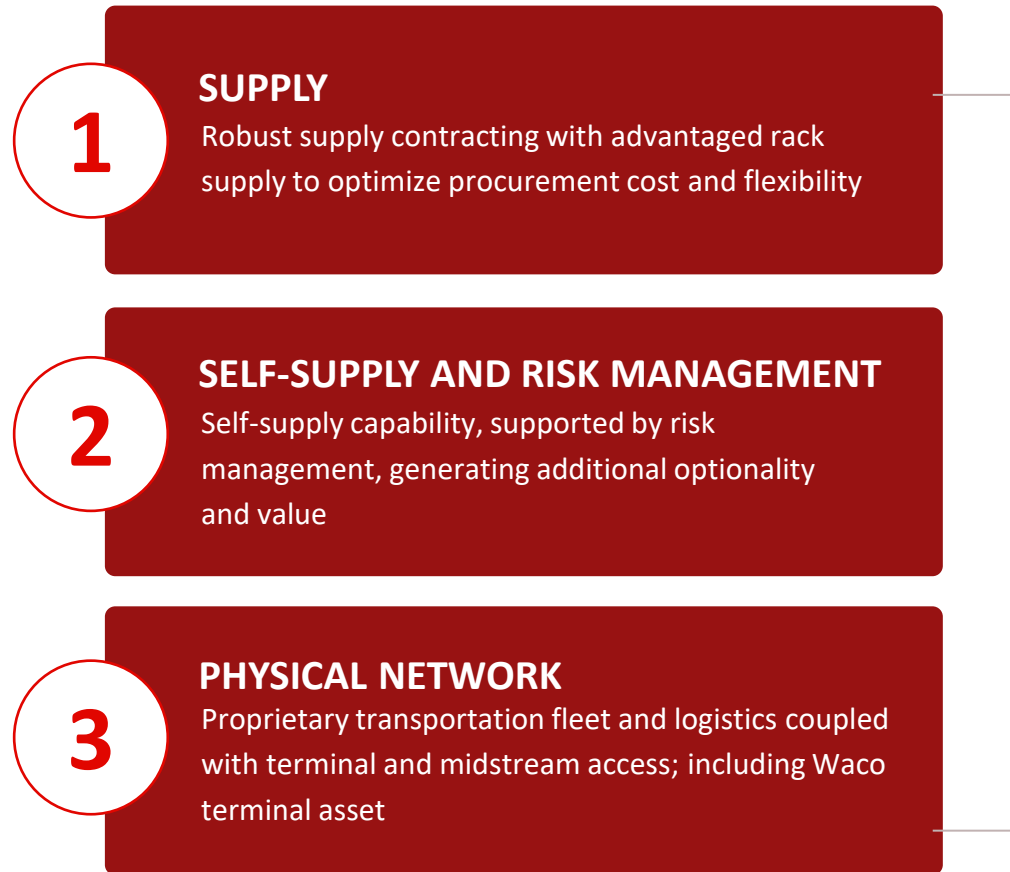 1
SUPPLY
Robust supply contracting with advantaged rack
supply to optimize procurement cost and flexibility
2
SELF-SUPPLY AND RISK MANAGEMENT
Self-supply capability, supported by risk
management, generating additional optionality
and value
3
PHYSICAL NETWORK
Proprietary transportation fleet and logistics coupled
with terminal and midstream access; including Waco
terminal asset